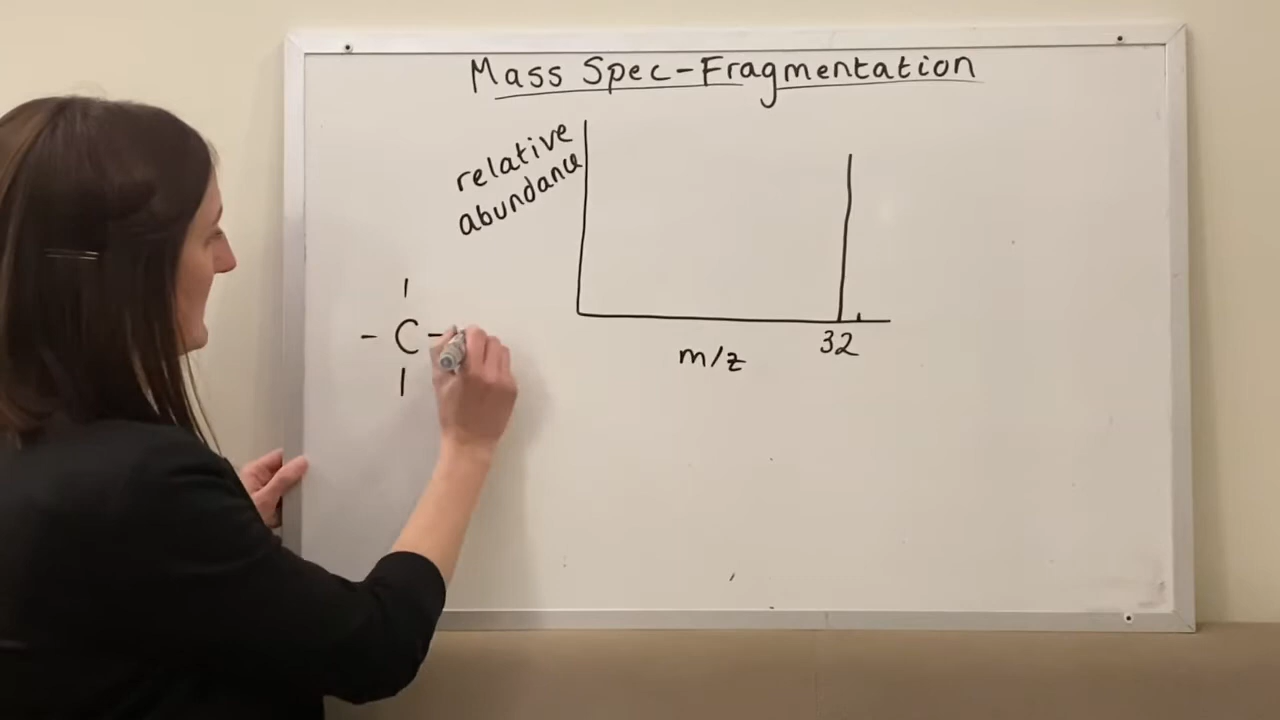 Mass Spec-Fragmentation
relative
abundance
- C -
32
m/z